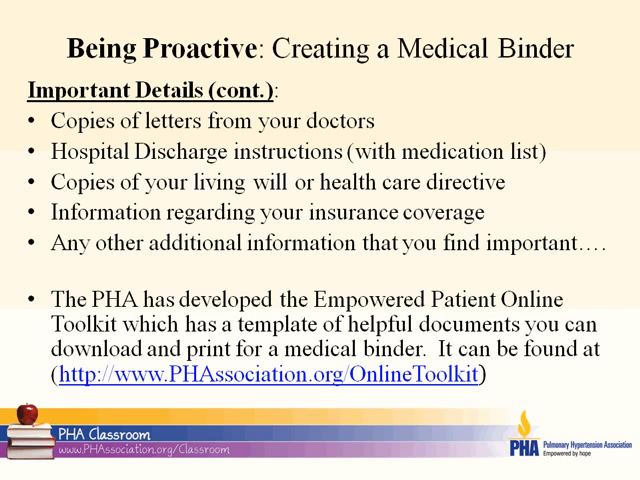 Being Proactive: Creating a Medical Binder
Important Details (cont.):
• Copies of letters from your doctors
• Hospital Discharge instructions (with medication list)
• Copies of your living will or health care directive
• Information regarding your insurance coverage
• Any other additional information that you find important….
• The PHA has developed the Empowered Patient Online
Toolkit which has a template of helpful documents you can
download and print for a medical binder. It can be found at
(http://www.PHAssociation.org/OnlineToolkit)
PHA Classroom
www.PHAssociation.org/Classroom
PHA Pulmonary Hypertension Association
Empowered by hope